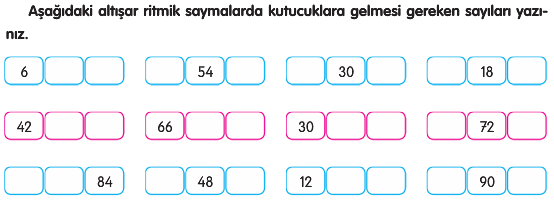 Aşağıdaki altışar ritmik saymalarda kutucuklara gelmesi gereken sayıları yazı-
nız.
6 54 30 18
42 66 30 72
84 48 12 90